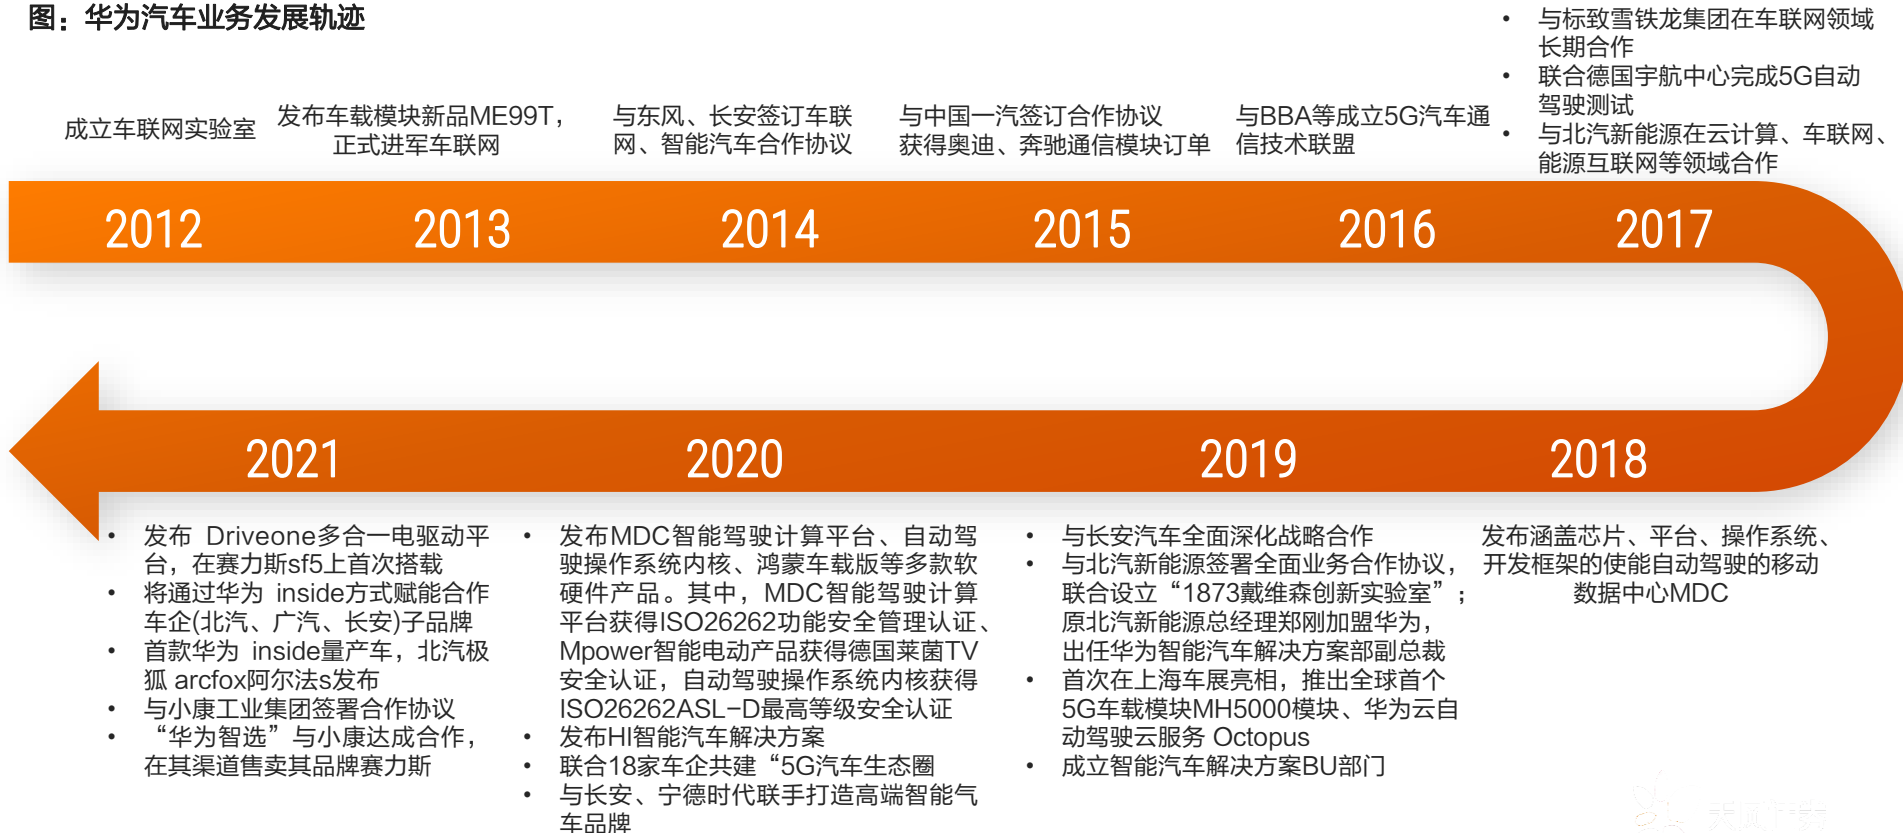 图：华为汽车业务发展轨迹
成立车联网实验室
发布车载模块新品ME99T，
正式进军车联网
与东风、长安签订车联
网、智能汽车合作协议
与中国一汽签订合作协议
获得奥迪、奔驰通信模块订单
与BBA等成立5G汽车通
信技术联盟
• 与标致雪铁龙集团在车联网领域
长期合作
• 联合德国宇航中心完成5G自动
驾驶测试
• 与北汽新能源在云计算、车联网、
能源互联网等领域合作
2012
2013
2014
2015
2016
2017
2018
2019
2020
2021
发布涵盖芯片、平台、操作系统、
开发框架的使能自动驾驶的移动
数据中心MDC
• 与长安汽车全面深化战略合作
• 与北汽新能源签署全面业务合作协议，
联合设立“1873戴维森创新实验室”；
原北汽新能源总经理郑刚加盟华为，
出任华为智能汽车解决方案部副总裁
• 首次在上海车展亮相，推出全球首个
5G车载模块MH5000模块、华为云自
动驾驶云服务 Octopus
• 成立智能汽车解决方案BU部门
• 发布MDC智能驾驶计算平台、自动驾
驶操作系统内核、鸿蒙车载版等多款软
硬件产品。其中，MDC智能驾驶计算
平台获得ISO26262功能安全管理认证、
Mpower智能电动产品获得德国莱茵TV
安全认证，自动驾驶操作系统内核获得
ISO26262ASL-D最高等级安全认证
• 发布HI智能汽车解决方案
• 联合18家车企共建“5G汽车生态圈
• 与长安、宁德时代联手打造高端智能气
车品牌
• 发布 Driveone多合一电驱动平
台，在赛力斯sf5上首次搭载
• 将通过华为 inside方式赋能合作
车企(北汽、广汽、长安)子品牌
• 首款华为 inside量产车，北汽极
狐 arcfox阿尔法s发布
• 与小康工业集团签署合作协议
• “华为智选”与小康达成合作，
在其渠道售卖其品牌赛力斯